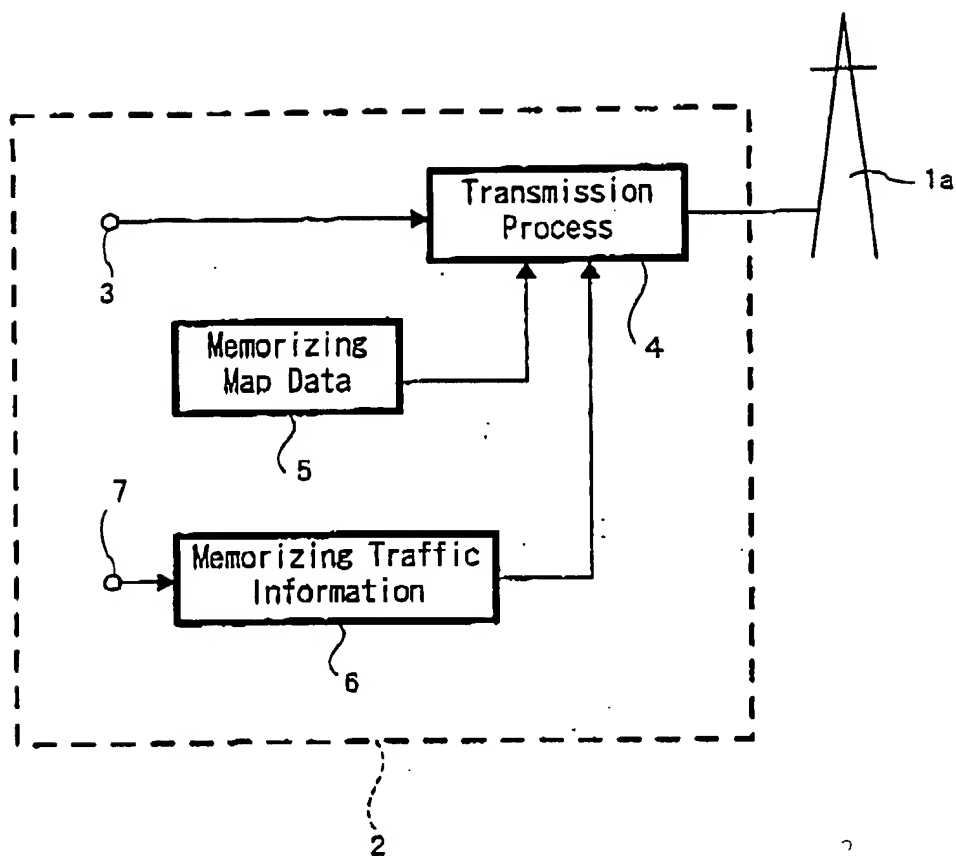 Transmission
Process
1a
3
4
Memorizing
Map Data
5
7
Memorizing Traffic
Information
6
2